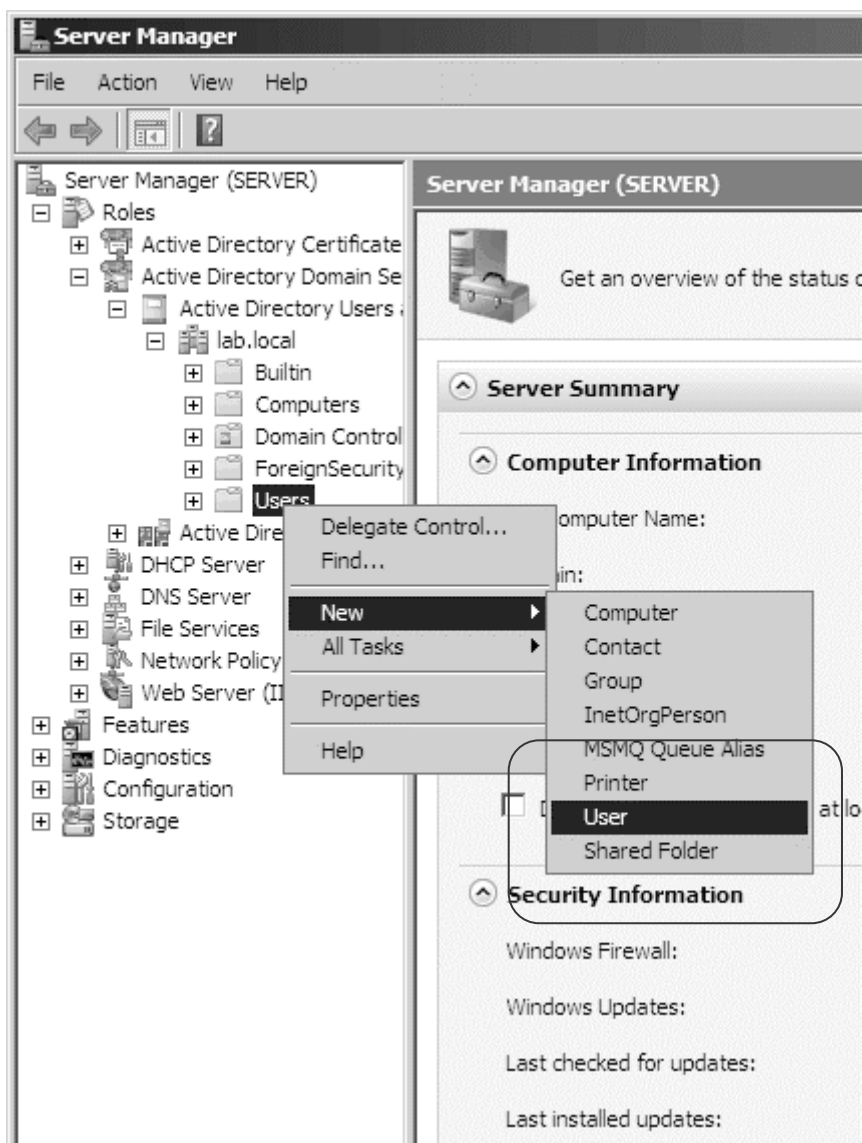 Server Manager
File Action View Help
Server Manager (SERVER)
Roles
Active Directory Certificate
Active Directory Domain Se
Active Directory Users
lab.local
Builtin
Computers
Domain Control
ForeignSecurity
Users
Active Dire
DHCP Server
DNS Server
File Services
Network Policy
Web Server (II
Features
Diagnostics
Configuration
Storage
Delegate Control...
Find...
New
All Tasks
Properties
Help
Computer
Contact
Group
InetOrgPerson
MSMQ Queue Alias
Printer
User
Shared Folder
Server Manager (SERVER)
Get an overview of the status o
Server Summary
Computer Information
omputer Name:
in:
at lo
Security Information
Windows Firewall:
Windows Updates:
Last checked for updates:
Last installed updates: